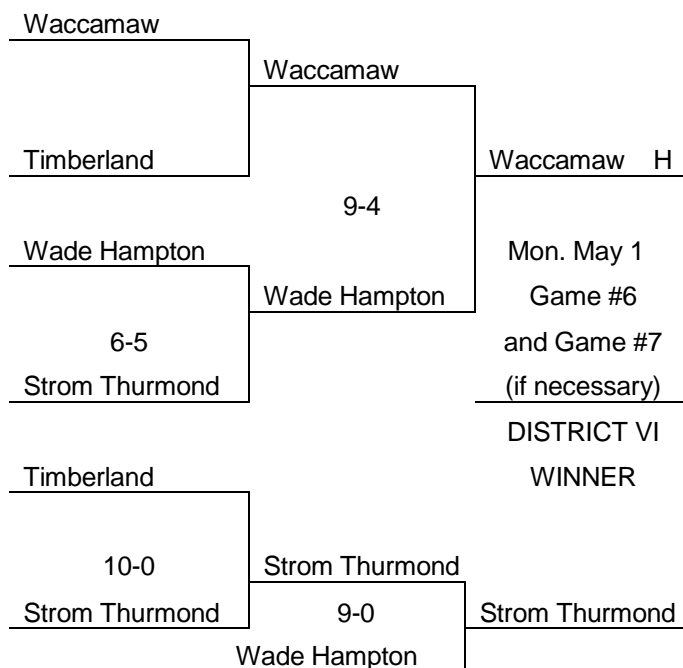 Waccamaw
Waccamaw
Timberland
Waccamaw H
9-4
Wade Hampton
Mon. May 1
Wade Hampton
Game #6
6-5
and Game #7
Strom Thurmond
(if necessary)
DISTRICT VI
Timberland
WINNER
10-0
Strom Thurmond
Strom Thurmond
9-0
Strom Thurmond
Wade Hampton